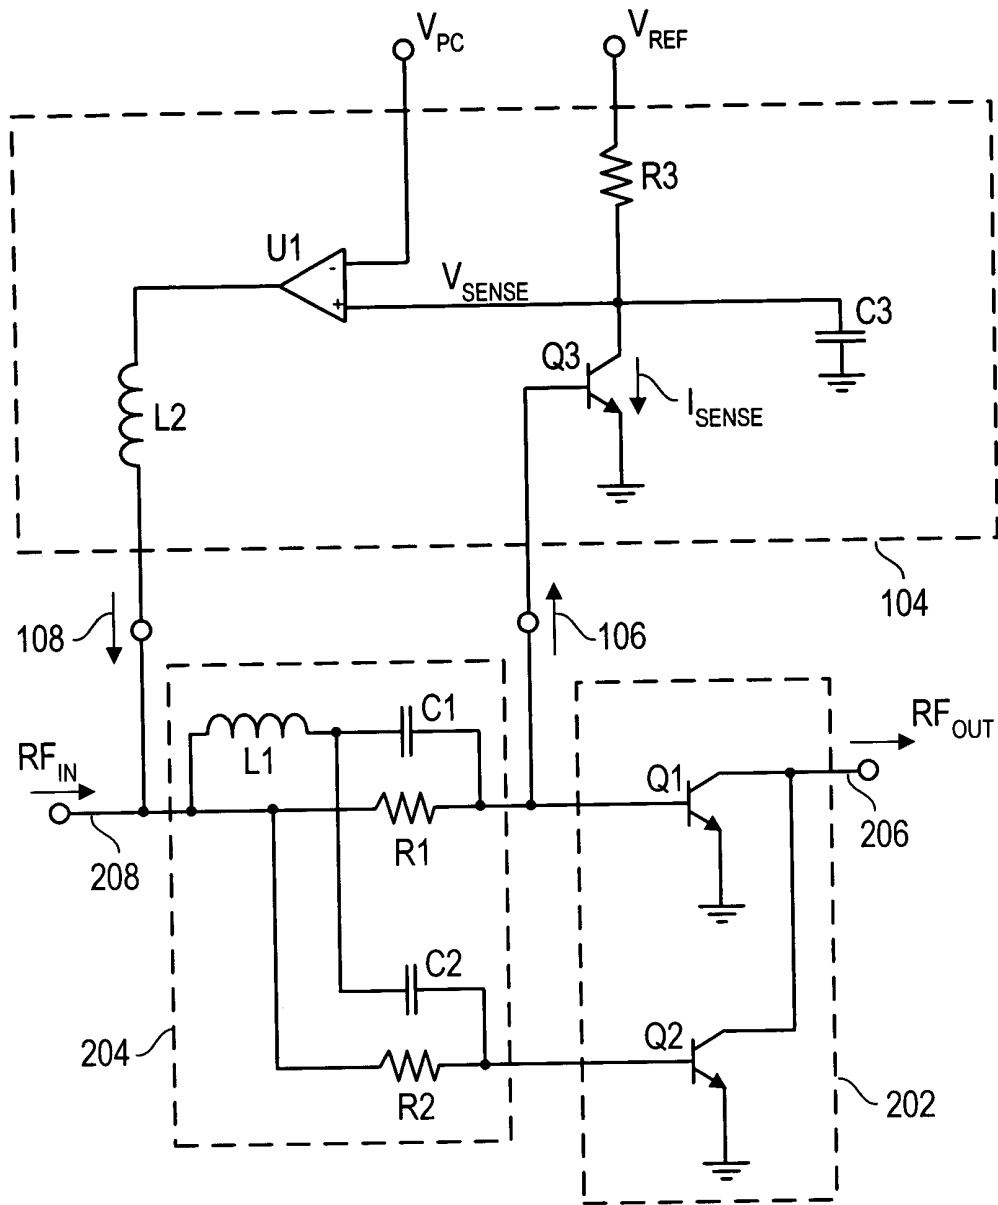 V_PC
V_REF
R3
U1
-
+
V_SENSE
C3
Q3
I_SENSE
L2
104
108
106
C1
L1
RF_IN
RF_OUT
Q1
R1
208
206
C2
Q2
204
R2
202